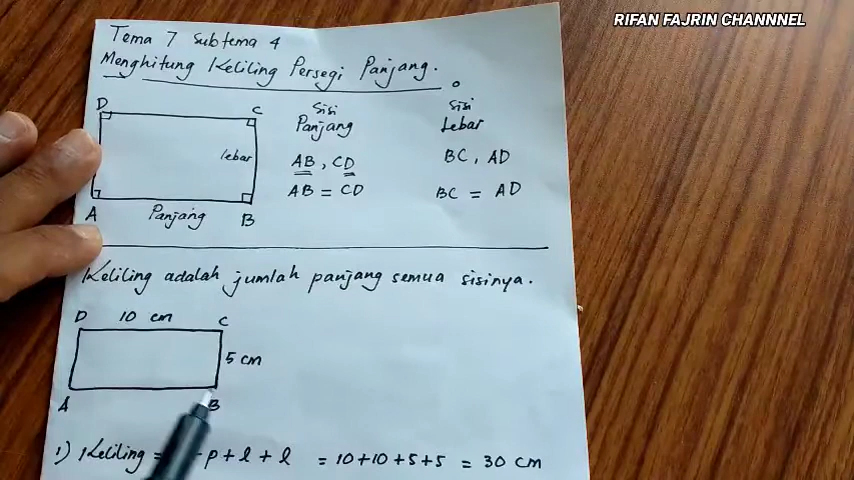 RIFAN FAJRIN CHANNNEL
Tema 7 Subtema 4
Menghitung Keliling Persegi Panjang.
D C
lebar
A Panjang B
Sisi Sisi
Panjang Lebar
AB, CD BC, AD
AB = CD BC = AD
Keliling adalah jumlah panjang semua sisinya.
D 10 cm C
5 cm
A B
1) Keliling = p + l + l = 10+10+5+5 = 30 cm